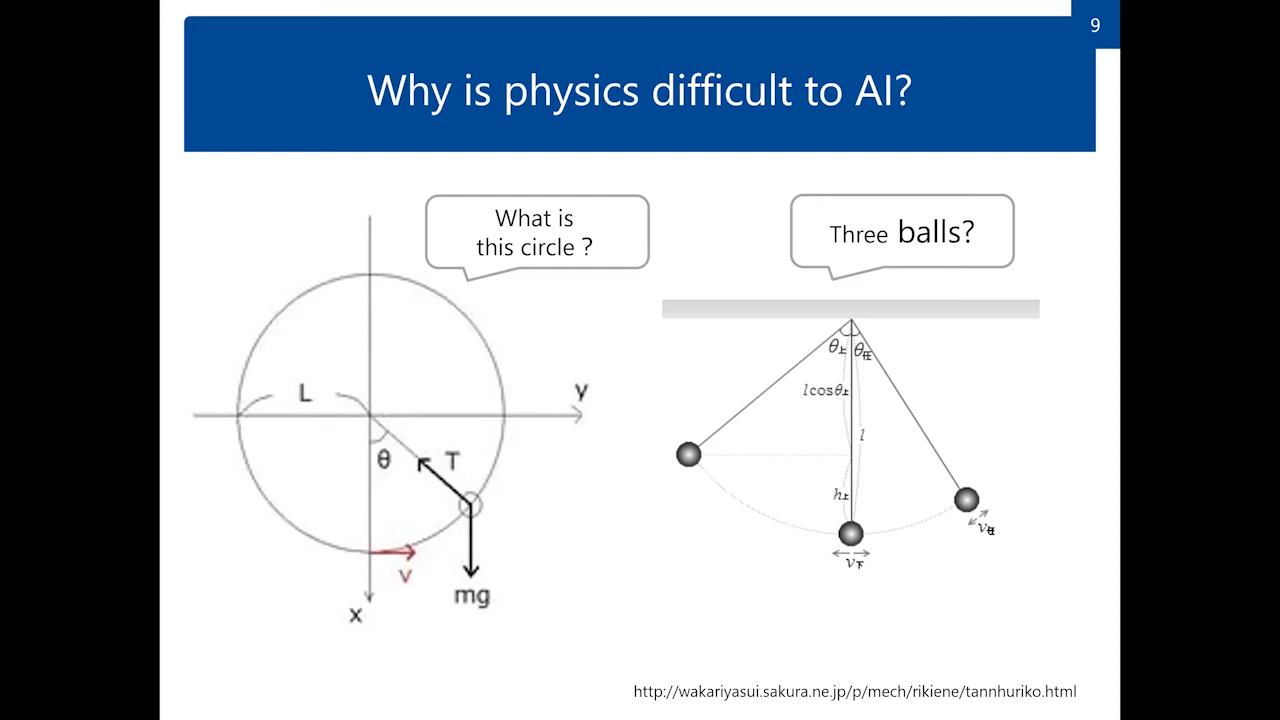 9
Why is physics difficult to AI?
What is
this circle ?
Three balls?
L
y
θ
T
v
mg
x
θ上 θ任
lcosθ上
l
h上
v任
v下
http://wakariyasui.sakura.ne.jp/p/mech/rikiene/tannhuriko.html